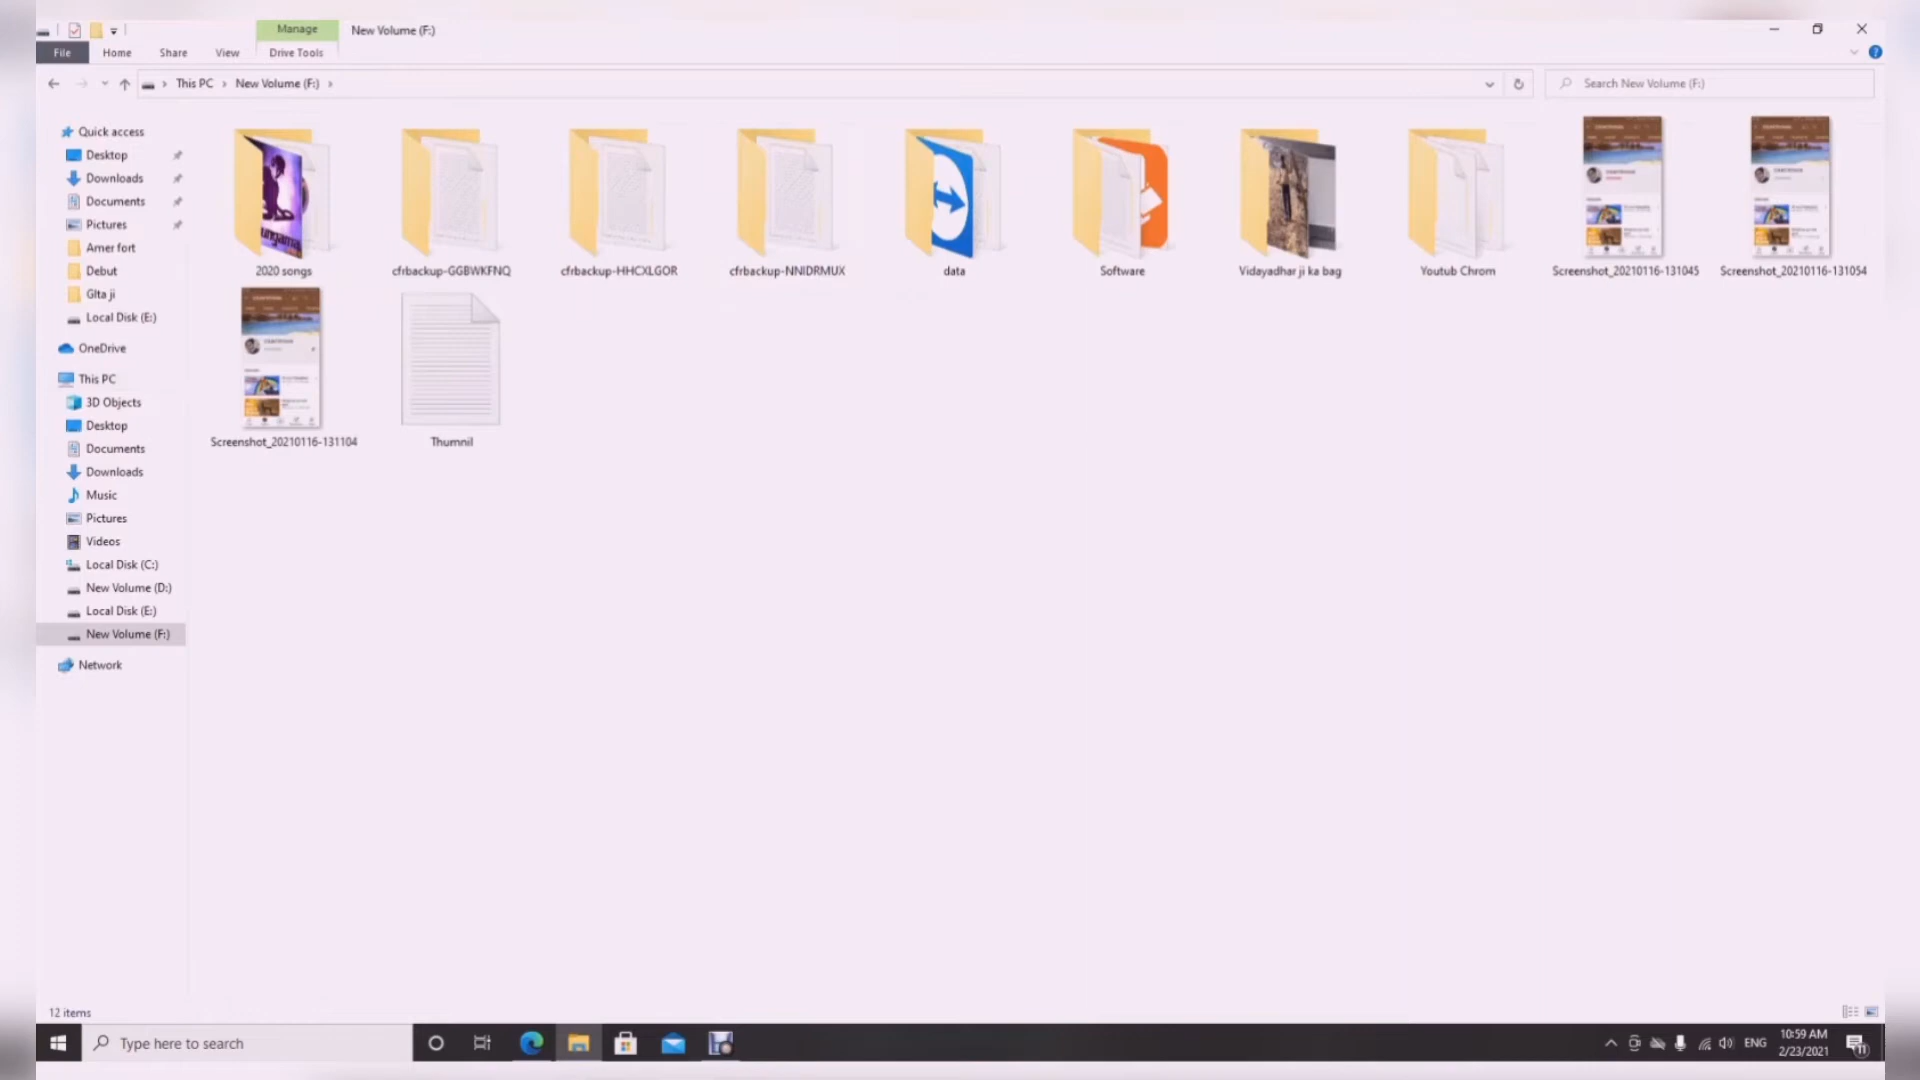 Manage
New Volume (F:)
File
Home
Share
View
Drive Tools
This PC
New Volume (F:)
Search New Volume (F:)
Quick access
Desktop
Downloads
Documents
Pictures
Amer fort
Debut
GIta ji
Local Disk (E:)
OneDrive
This PC
3D Objects
Desktop
Documents
Downloads
Music
Pictures
Videos
Local Disk (C:)
New Volume (D:)
Local Disk (E:)
New Volume (F:)
Network
2020 songs
cfrbackup-GGBWKFNQ
cfrbackup-HHCXLGOR
cfrbackup-NNIDRMUX
data
Software
Vidayadhar ji ka bag
Youtub Chrom
Screenshot_20210116-131045
Screenshot_20210116-131054
Screenshot_20210116-131104
Thumnil
12 items
Type here to search
ENG
10:59 AM
2/23/2021
11